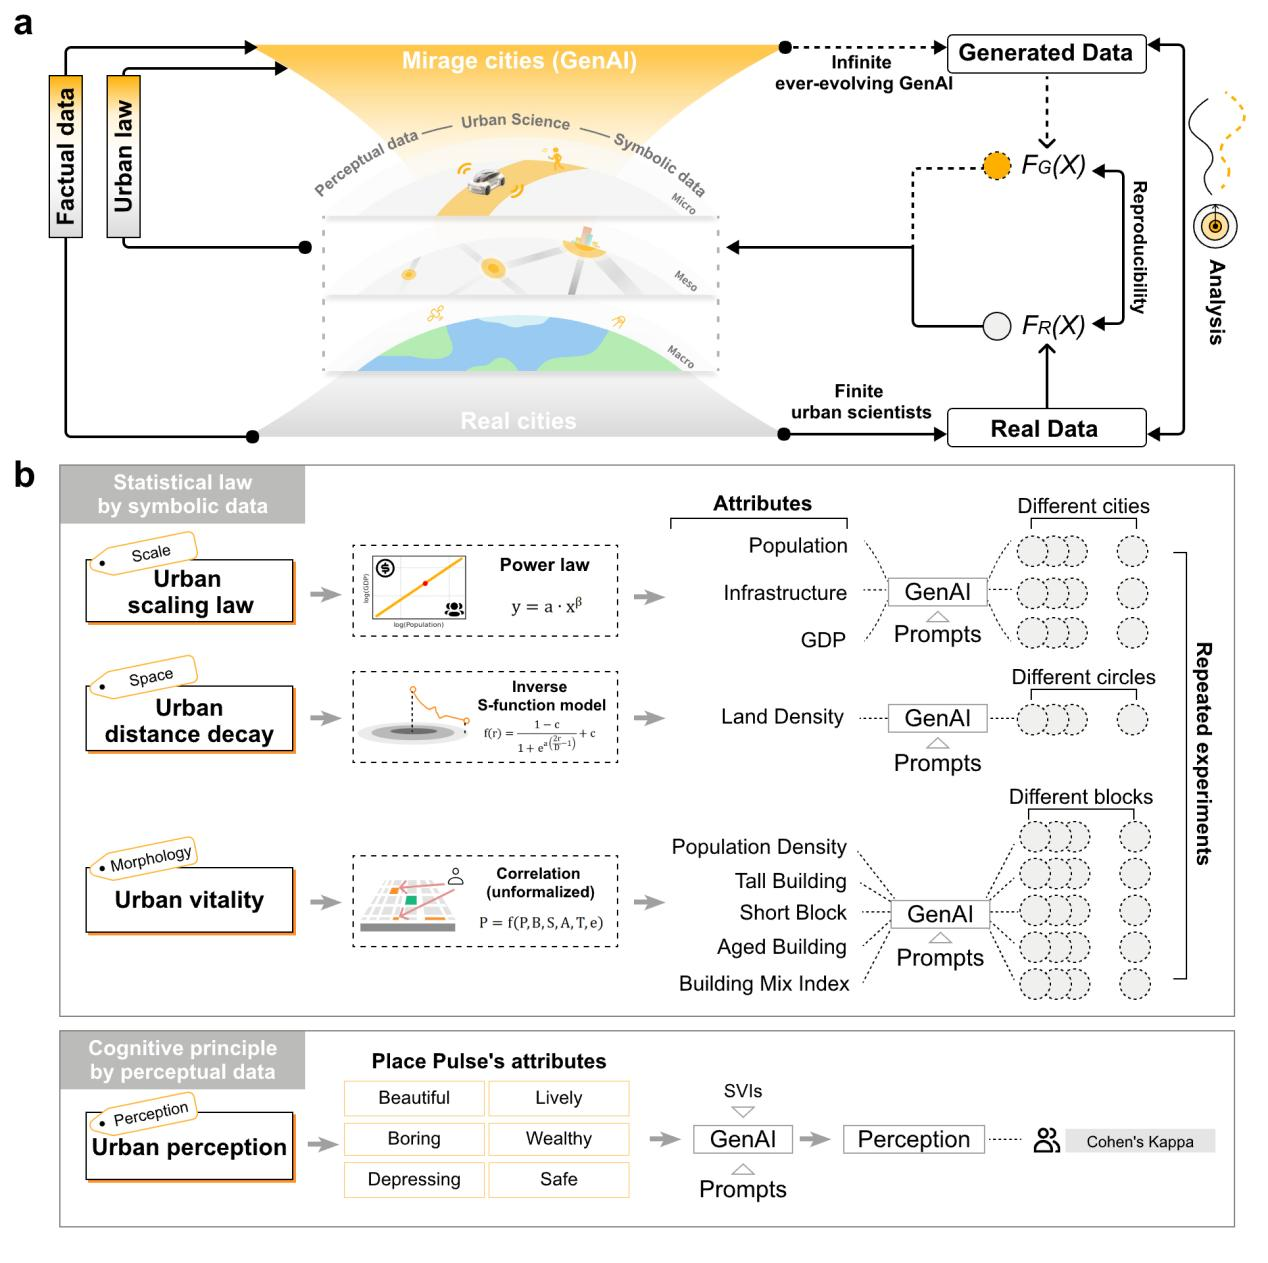 a
Mirage cities (GenAI)
Factual data
Urban law
Infinite
ever-evolving GenAI
Generated Data
Perceptual data
Urban Science
Symbolic data
Micro
Meso
Macro
FG(X)
Reproducibility
FR(X)
Analysis
Real cities
Finite
urban scientists
Real Data
b
Statistical law
by symbolic data
Scale
Urban
scaling law
log(GDP)
log(Population)
Power law
y = a · x^β
Attributes
Population
Infrastructure
GDP
GenAI
Prompts
Different cities
Space
Urban
distance decay
Inverse
S-function model
f(r) = (1 − c) / (1 + e^(a((2r/D)−1))) + c
Land Density
GenAI
Prompts
Different circles
Morphology
Urban vitality
Correlation
(unformalized)
P = f(P, B, S, A, T, e)
Population Density
Tall Building
Short Block
Aged Building
Building Mix Index
GenAI
Prompts
Different blocks
Repeated experiments
Cognitive principle
by perceptual data
Perception
Urban perception
Place Pulse's attributes
Beautiful
Lively
Boring
Wealthy
Depressing
Safe
SVIs
GenAI
Prompts
Perception
Cohen's Kappa